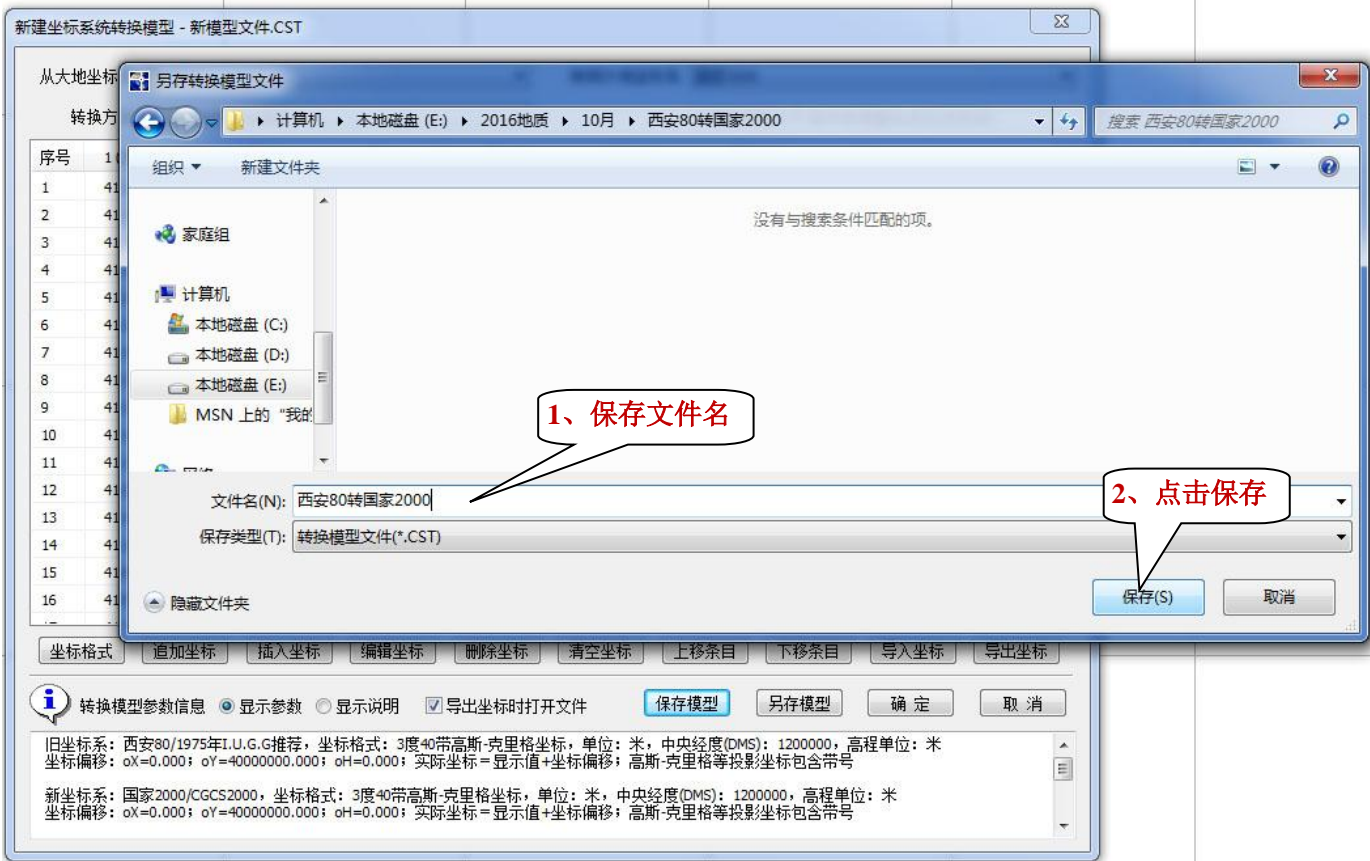 新建坐标系统转换模型 - 新模型文件.CST
从大地坐标
另存转换模型文件
转换方
计算机 本地磁盘 (E:) 2016地质 10月 西安80转国家2000
搜索 西安80转国家2000
序号
组织 新建文件夹
1 41
2 41
没有与搜索条件匹配的项。
家庭组
3 41
4 41
5 41
计算机
6 41
本地磁盘 (C:)
7 41
本地磁盘 (D:)
8 41
本地磁盘 (E:)
9 41
MSN 上的 "我的
1、保存文件名
10 41
11 41
12 41
文件名(N): 西安80转国家2000
2、点击保存
13 41
14 41
保存类型(T): 转换模型文件(*.CST)
15 41
16 41
隐藏文件夹
保存(S) 取消
坐标格式 追加坐标 插入坐标 编辑坐标 删除坐标 清空坐标 上移条目 下移条目 导入坐标 导出坐标
转换模型参数信息 显示参数 显示说明 导出坐标时打开文件 保存模型 另存模型 确 定 取 消
旧坐标系：西安80/1975年I.U.G.G推荐，坐标格式：3度40带高斯-克里格坐标，单位：米，中央经度(DMS)：1200000，高程单位：米
坐标偏移：oX=0.000；oY=40000000.000；oH=0.000；实际坐标＝显示值+坐标偏移；高斯-克里格等投影坐标包含带号
新坐标系：国家2000/CGCS2000，坐标格式：3度40带高斯-克里格坐标，单位：米，中央经度(DMS)：1200000，高程单位：米
坐标偏移：oX=0.000；oY=40000000.000；oH=0.000；实际坐标＝显示值+坐标偏移；高斯-克里格等投影坐标包含带号